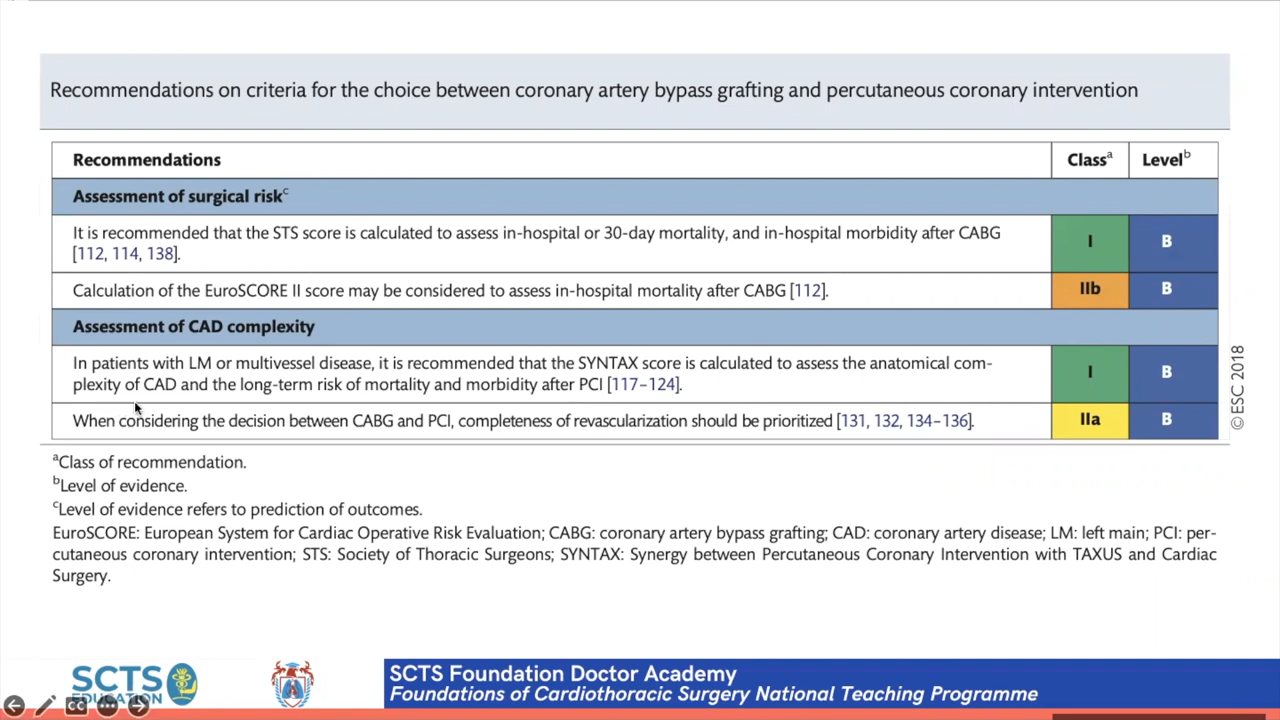 Recommendations on criteria for the choice between coronary artery bypass grafting and percutaneous coronary intervention
Recommendations Classᵃ Levelᵇ
Assessment of surgical riskᶜ
It is recommended that the STS score is calculated to assess in-hospital or 30-day mortality, and in-hospital morbidity after CABG
[112, 114, 138].
I B
Calculation of the EuroSCORE II score may be considered to assess in-hospital mortality after CABG [112]. IIb B
Assessment of CAD complexity
In patients with LM or multivessel disease, it is recommended that the SYNTAX score is calculated to assess the anatomical com-
plexity of CAD and the long-term risk of mortality and morbidity after PCI [117–124].
I B
When considering the decision between CABG and PCI, completeness of revascularization should be prioritized [131, 132, 134–136]. IIa B
©ESC 2018
ᵃClass of recommendation.
ᵇLevel of evidence.
ᶜLevel of evidence refers to prediction of outcomes.
EuroSCORE: European System for Cardiac Operative Risk Evaluation; CABG: coronary artery bypass grafting; CAD: coronary artery disease; LM: left main; PCI: per-
cutaneous coronary intervention; STS: Society of Thoracic Surgeons; SYNTAX: Synergy between Percutaneous Coronary Intervention with TAXUS and Cardiac
Surgery.
SCTS
EDUCATION
CC
SCTS Foundation Doctor Academy
Foundations of Cardiothoracic Surgery National Teaching Programme